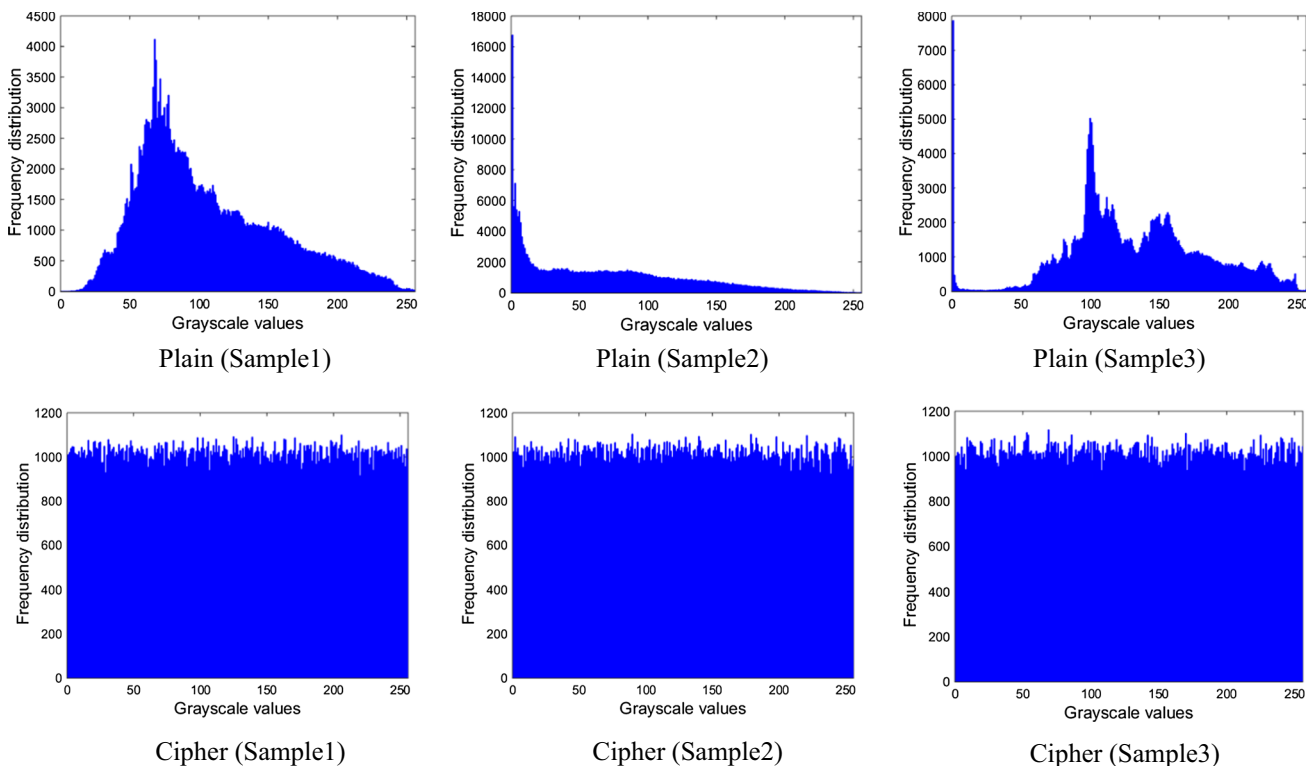 4500
4000
3500
3000
2500
2000
1500
1000
500
0
Frequency distribution
0 50 100 150 200 250
Grayscale values
Plain (Sample1)
18000
16000
14000
12000
10000
8000
6000
4000
2000
0
Frequency distribution
0 50 100 150 200 250
Grayscale values
Plain (Sample2)
8000
7000
6000
5000
4000
3000
2000
1000
0
Frequency distribution
0 50 100 150 200 250
Grayscale values
Plain (Sample3)
1200
1000
800
600
400
200
0
Frequency distribution
0 50 100 150 200 250
Grayscale values
Cipher (Sample1)
1200
1000
800
600
400
200
0
Frequency distribution
0 50 100 150 200 250
Grayscale values
Cipher (Sample2)
1200
1000
800
600
400
200
0
Frequency distribution
0 50 100 150 200 250
Grayscale values
Cipher (Sample3)